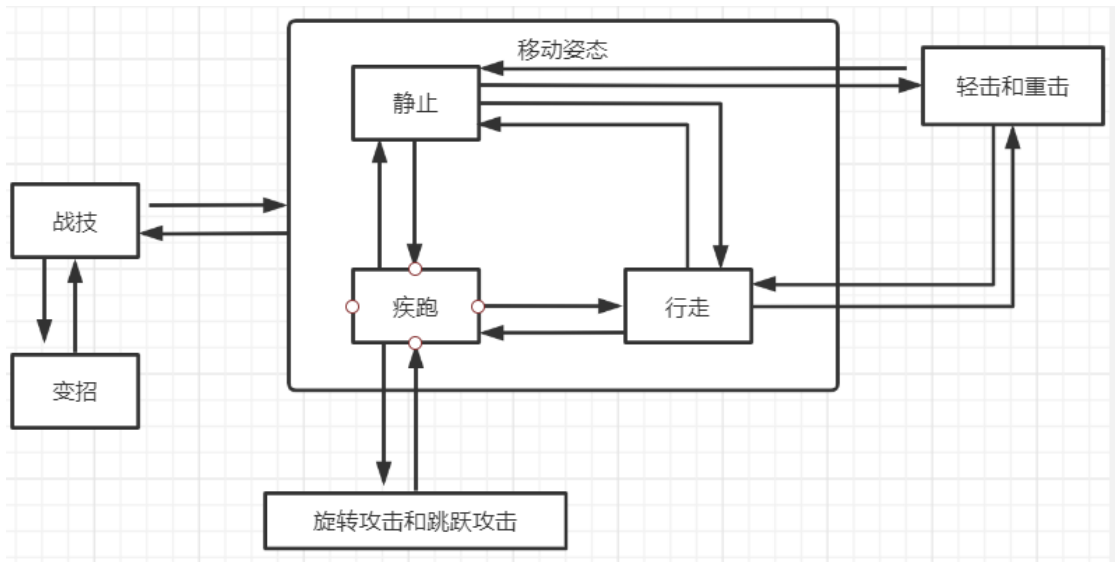 移动姿态
静止
轻击和重击
战技
疾跑
行走
变招
旋转攻击和跳跃攻击